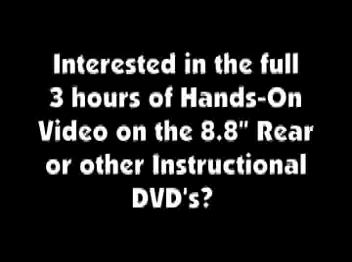 Interested in the full
3 hours of Hands-On
Video on the 8.8" Rear
or other Instructional
DVD's?